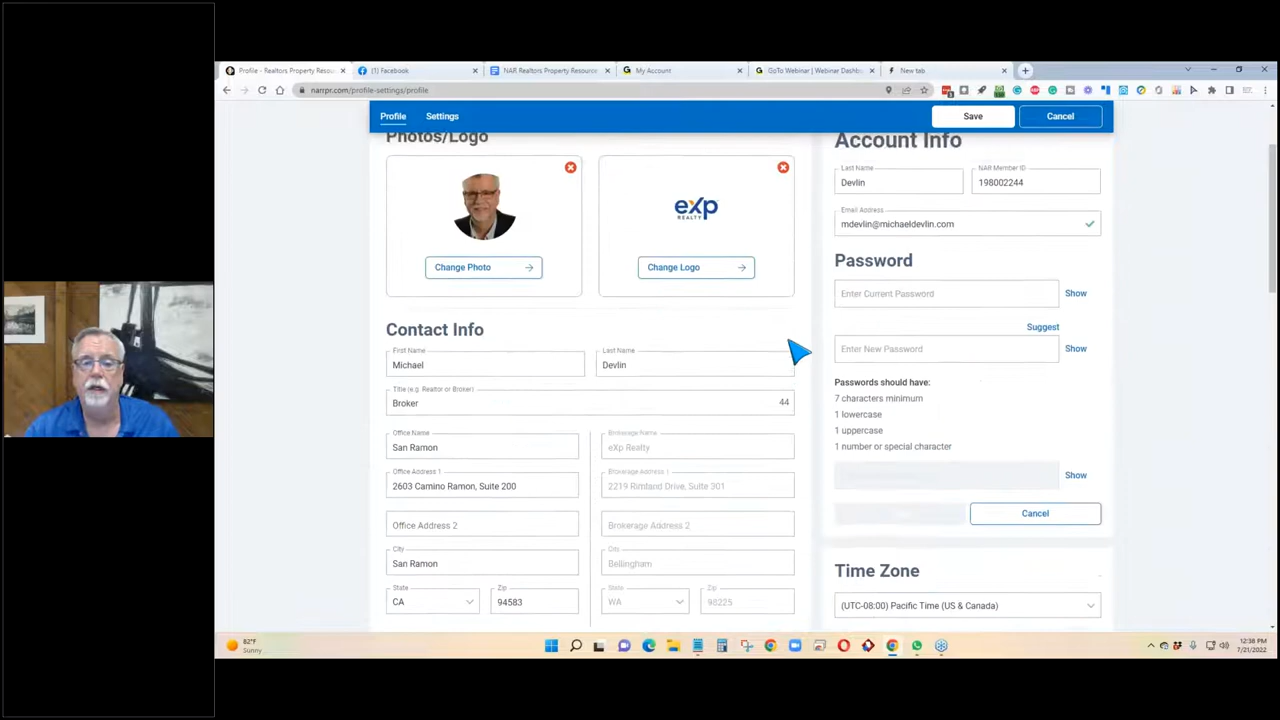 Profile - Realtors Property Resour
(1) Facebook
NAR Realtors Property Resource
My Account
GoTo Webinar | Webinar Dashb
New tab
narrpr.com/profile-settings/profile
Profile
Settings
Save
Cancel
Photos/Logo
eXp
REALTY
Change Photo
Change Logo
Contact Info
First Name
Michael
Last Name
Devlin
Title (e.g. Realtor or Broker)
Broker
44
Office Name
San Ramon
Brokerage Name
eXp Realty
Office Address 1
2603 Camino Ramon, Suite 200
Brokerage Address 1
2219 Rimland Drive, Suite 301
Office Address 2
Brokerage Address 2
City
San Ramon
City
Bellingham
State
CA
Zip
94583
State
WA
Zip
98225
Account Info
Last Name
Devlin
NAR Member ID
198002244
Email Address
mdevlin@michaeldevlin.com
Password
Enter Current Password
Show
Suggest
Enter New Password
Show
Passwords should have:
7 characters minimum
1 lowercase
1 uppercase
1 number or special character
Show
Cancel
Time Zone
(UTC-08:00) Pacific Time (US & Canada)
82°F
Sunny
12:38 PM
7/21/2022